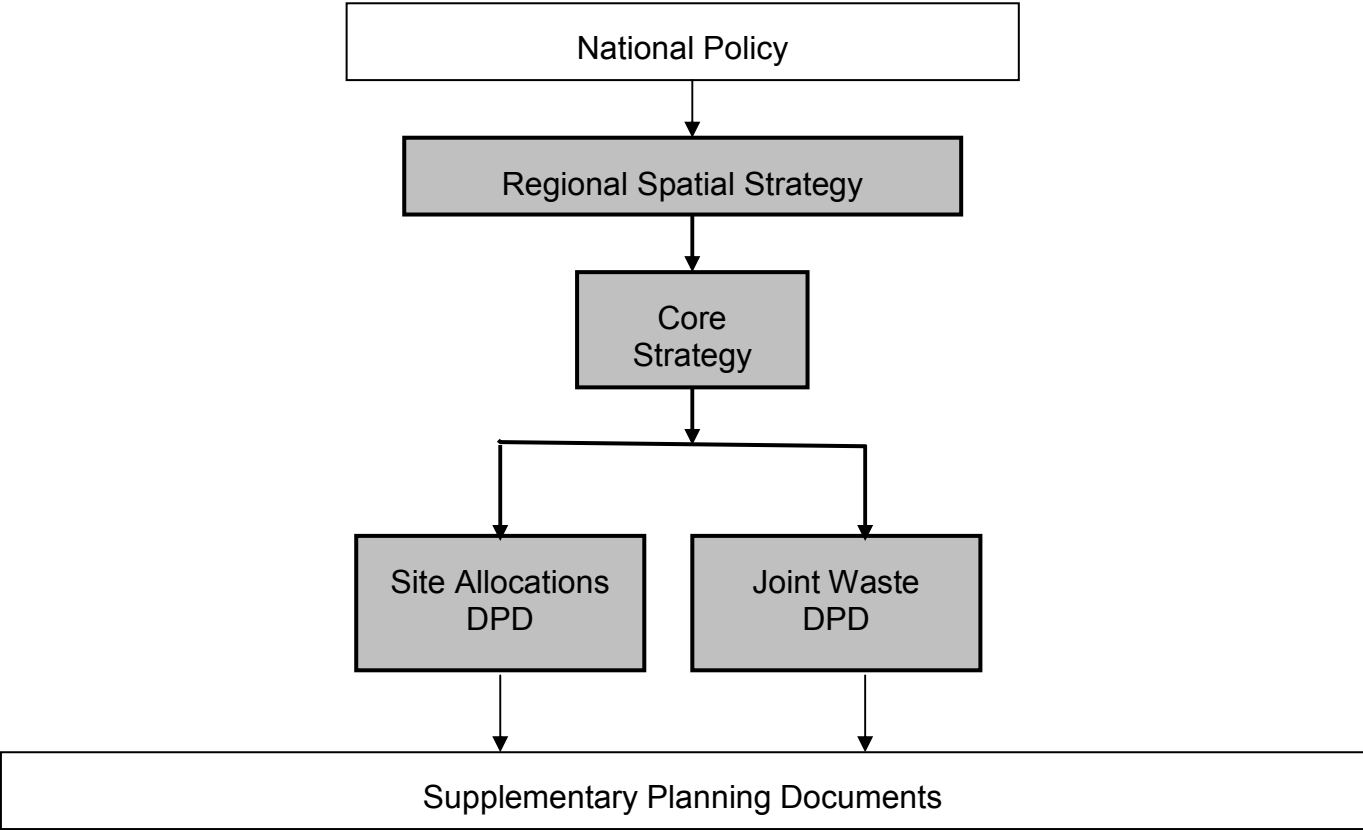 National Policy
Regional Spatial Strategy
Core
Strategy
Site Allocations
DPD
Joint Waste
DPD
Supplementary Planning Documents